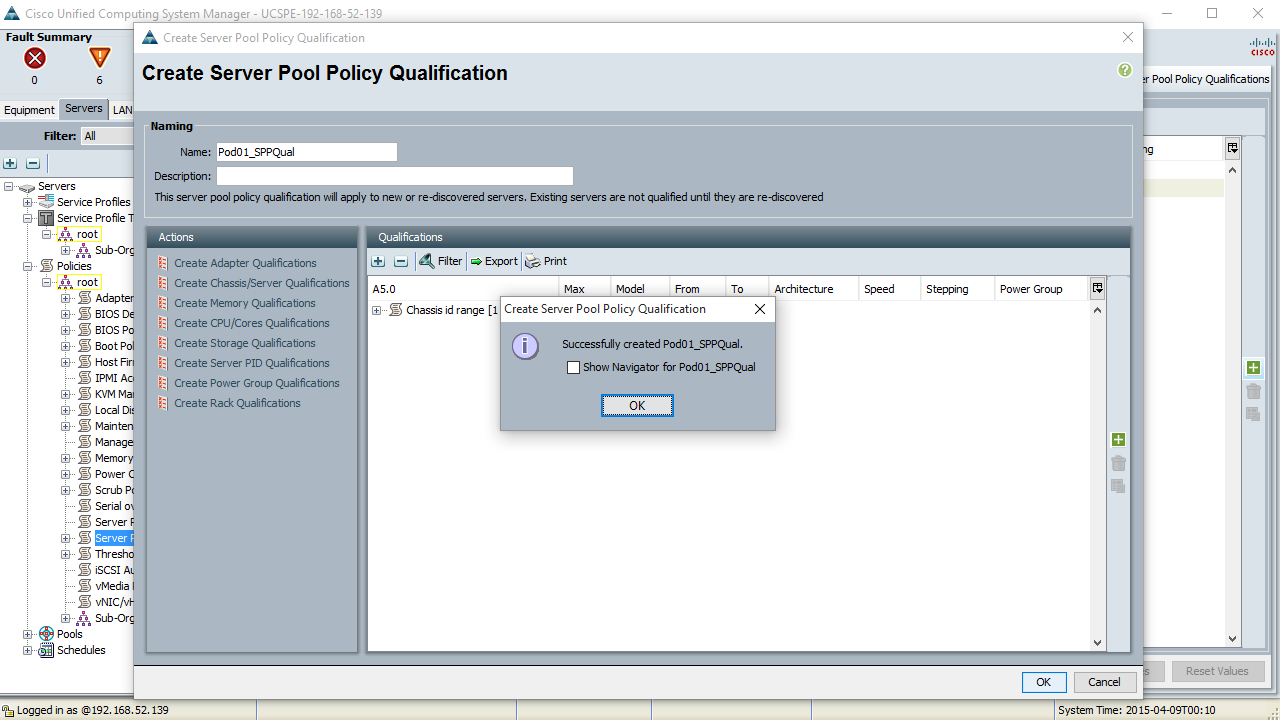 Cisco Unified Computing System Manager - UCSPE-192-168-52-139
Fault Summary
0
6
cisco
Create Server Pool Policy Qualification
Create Server Pool Policy Qualification
er Pool Policy Qualifications
Equipment
Servers
LAN
Filter:
All
Naming
Name:
Pod01_SPPQual
Description:
This server pool policy qualification will apply to new or re-discovered servers. Existing servers are not qualified until they are re-discovered
ng
Servers
Service Profiles
Service Profile T
root
Sub-Org
Policies
root
Adapter
BIOS De
BIOS Po
Boot Pol
Host Firm
IPMI Acc
KVM Mar
Local Dis
Mainten
Manage
Memory
Power C
Scrub Po
Serial ov
Server P
Server P
Thresho
iSCSI Au
vMedia
vNIC/vH
Sub-Org
Pools
Schedules
Actions
Create Adapter Qualifications
Create Chassis/Server Qualifications
Create Memory Qualifications
Create CPU/Cores Qualifications
Create Storage Qualifications
Create Server PID Qualifications
Create Power Group Qualifications
Create Rack Qualifications
Qualifications
Filter
Export
Print
A5.0
Max
Model
From
To
Architecture
Speed
Stepping
Power Group
Chassis id range [1
Create Server Pool Policy Qualification
Successfully created Pod01_SPPQual.
Show Navigator for Pod01_SPPQual
OK
OK
Cancel
Reset Values
Logged in as @192.168.52.139
System Time: 2015-04-09T00:10